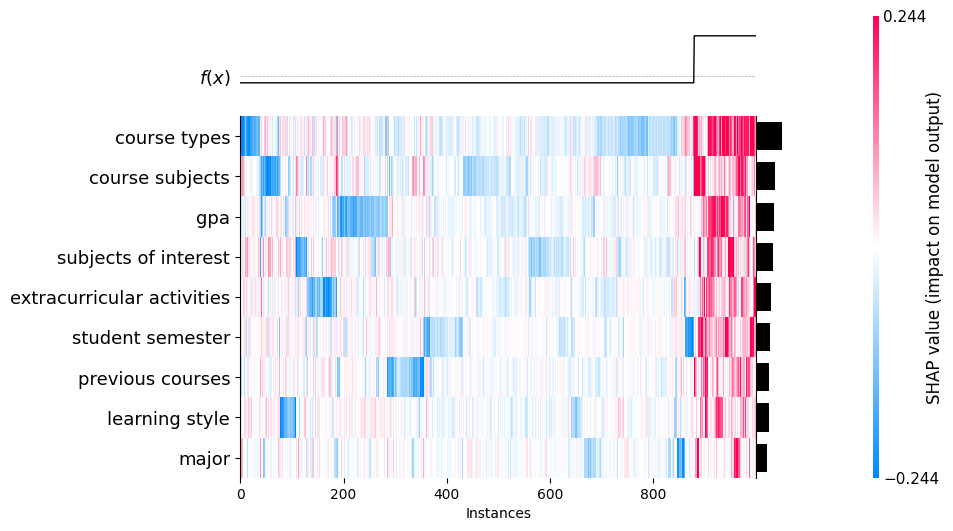 0.244
f(x)
course types
course subjects
gpa
subjects of interest
extracurricular activities
student semester
previous courses
learning style
major
0 200 400 600 800
Instances
SHAP value (impact on model output)
−0.244